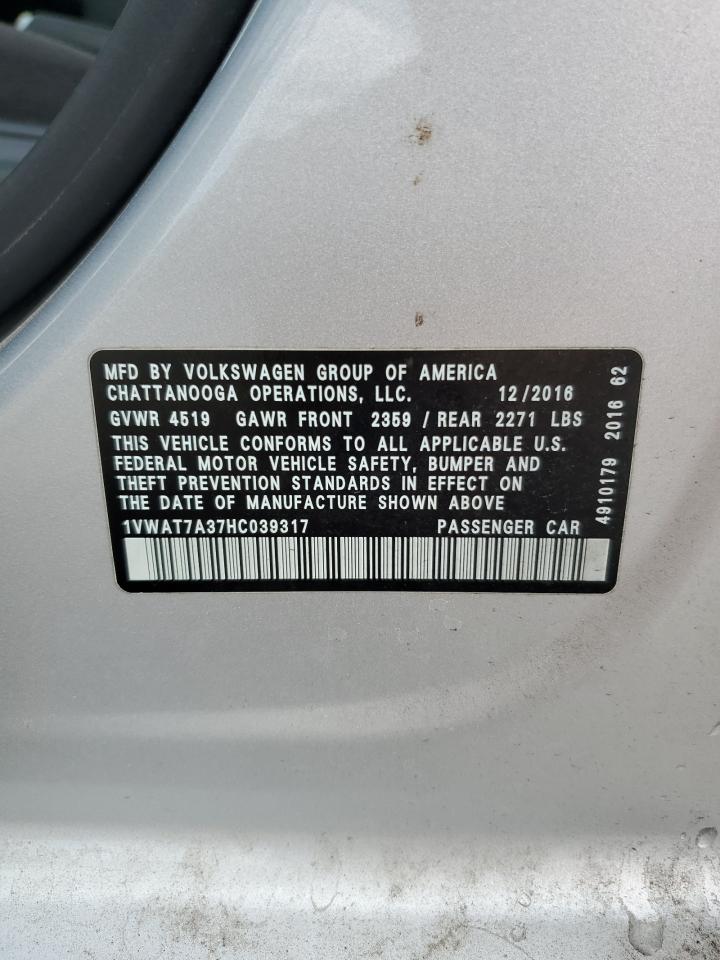 MFD BY VOLKSWAGEN GROUP OF AMERICA
CHATTANOOGA OPERATIONS, LLC. 12/2016
GVWR 4519 GAWR FRONT 2359 / REAR 2271 LBS
THIS VEHICLE CONFORMS TO ALL APPLICABLE U.S.
FEDERAL MOTOR VEHICLE SAFETY, BUMPER AND
THEFT PREVENTION STANDARDS IN EFFECT ON
THE DATE OF MANUFACTURE SHOWN ABOVE
1VWAT7A37HC039317 PASSENGER CAR
4910179 2016 62